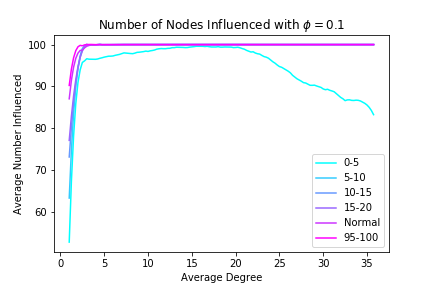 Number of Nodes Influenced with ϕ = 0.1
Average Number Influenced
100
90
80
70
60
0-5
5-10
10-15
15-20
Normal
95-100
0 5 10 15 20 25 30 35
Average Degree